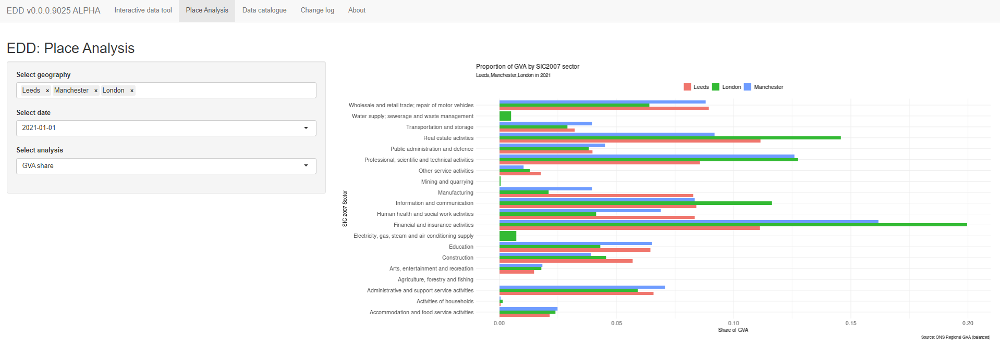 EDD v0.0.0.9025 ALPHA Interactive data tool Place Analysis Data catalogue Change log About
EDD: Place Analysis
Select geography
Leeds × Manchester × London ×
Select date
2021-01-01
Select analysis
GVA share
Proportion of GVA by SIC2007 sector
Leeds,Manchester,London in 2021
Leeds London Manchester
SIC 2007 Sector
Wholesale and retail trade; repair of motor vehicles
Water supply; sewerage and waste management
Transportation and storage
Real estate activities
Public administration and defence
Professional, scientific and technical activities
Other service activities
Mining and quarrying
Manufacturing
Information and communication
Human health and social work activities
Financial and insurance activities
Electricity, gas, steam and air conditioning supply
Education
Construction
Arts, entertainment and recreation
Agriculture, forestry and fishing
Administrative and support service activities
Activities of households
Accommodation and food service activities
0.00 0.05 0.10 0.15 0.20
Share of GVA
Source: ONS Regional GVA (balanced)